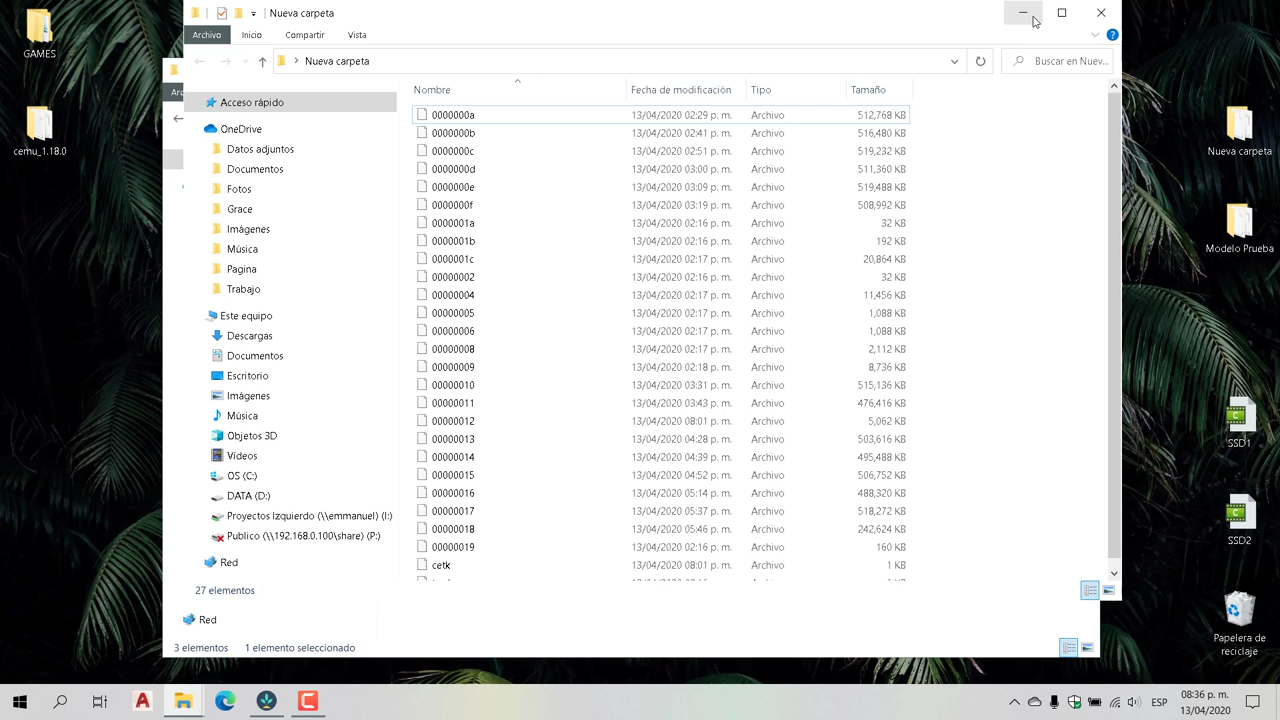 GAMES
cemu_1.18.0
Nueva carpeta
Archivo Inicio Compartir Vista
Nueva carpeta
Buscar en Nuev...
Nombre Fecha de modificación Tipo Tamaño
Acceso rápido
OneDrive
Datos adjuntos
Documentos
Fotos
Grace
Imágenes
Música
Pagina
Trabajo
Este equipo
Descargas
Documentos
Escritorio
Imágenes
Música
Objetos 3D
Vídeos
OS (C:)
DATA (D:)
Proyectos Izquierdo (\\emmanuel) (I:)
Publico (\\192.168.0.100\share) (P:)
Red
0000000a 13/04/2020 02:29 p. m. Archivo 512,768 KB
0000000b 13/04/2020 02:41 p. m. Archivo 516,480 KB
0000000c 13/04/2020 02:51 p. m. Archivo 519,232 KB
0000000d 13/04/2020 03:00 p. m. Archivo 511,360 KB
0000000e 13/04/2020 03:09 p. m. Archivo 519,488 KB
0000000f 13/04/2020 03:19 p. m. Archivo 508,992 KB
0000001a 13/04/2020 02:16 p. m. Archivo 32 KB
0000001b 13/04/2020 02:16 p. m. Archivo 192 KB
0000001c 13/04/2020 02:17 p. m. Archivo 20,864 KB
00000002 13/04/2020 02:16 p. m. Archivo 32 KB
00000004 13/04/2020 02:17 p. m. Archivo 11,456 KB
00000005 13/04/2020 02:17 p. m. Archivo 1,088 KB
00000006 13/04/2020 02:17 p. m. Archivo 1,088 KB
00000008 13/04/2020 02:17 p. m. Archivo 2,112 KB
00000009 13/04/2020 02:18 p. m. Archivo 8,736 KB
00000010 13/04/2020 03:31 p. m. Archivo 515,136 KB
00000011 13/04/2020 03:43 p. m. Archivo 476,416 KB
00000012 13/04/2020 08:01 p. m. Archivo 5,062 KB
00000013 13/04/2020 04:28 p. m. Archivo 503,616 KB
00000014 13/04/2020 04:39 p. m. Archivo 495,488 KB
00000015 13/04/2020 04:52 p. m. Archivo 506,752 KB
00000016 13/04/2020 05:14 p. m. Archivo 488,320 KB
00000017 13/04/2020 05:37 p. m. Archivo 518,272 KB
00000018 13/04/2020 05:46 p. m. Archivo 242,624 KB
00000019 13/04/2020 02:16 p. m. Archivo 160 KB
cetk 13/04/2020 08:01 p. m. Archivo 1 KB
27 elementos
Red
3 elementos 1 elemento seleccionado
Nueva carpeta
Modelo Prueba
SSD1
SSD2
Papelera de
reciclaje
ESP
08:36 p. m.
13/04/2020